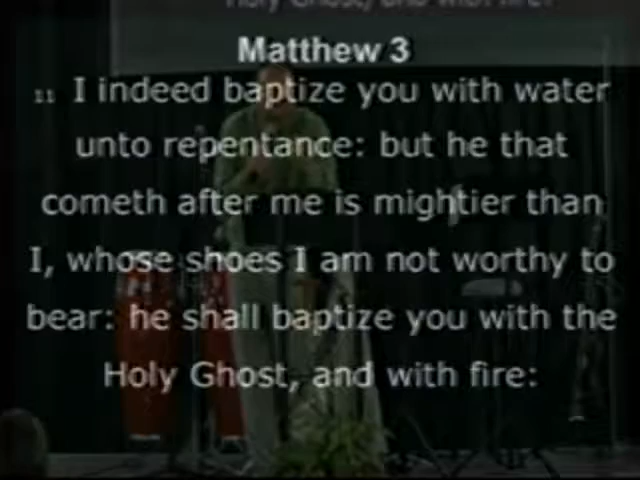 Holy Ghost, and with fire:
Matthew 3
11 I indeed baptize you with water
unto repentance: but he that
cometh after me is mightier than
I, whose shoes I am not worthy to
bear: he shall baptize you with the
Holy Ghost, and with fire: